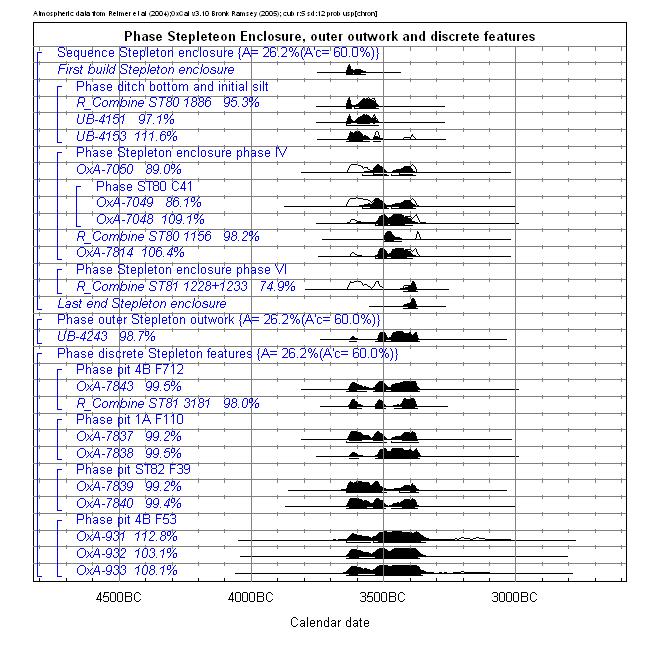 Atmospheric data from Reimer et al (2004);OxCal v3.10 Bronk Ramsey (2005); cub r:5 sd:12 prob usp[chron]
Phase Stepleteon Enclosure, outer outwork and discrete features
Sequence Stepleton enclosure {A= 26.2%(A'c= 60.0%)}
First build Stepleton enclosure
Phase ditch bottom and initial silt
R_Combine ST80 1886 95.3%
UB-4151 97.1%
UB-4153 111.6%
Phase Stepleton enclosure phase IV
OxA-7050 89.0%
Phase ST80 C41
OxA-7049 86.1%
OxA-7048 109.1%
R_Combine ST80 1156 98.2%
OxA-7814 106.4%
Phase Stepleton enclosure phase VI
R_Combine ST81 1228+1233 74.9%
Last end Stepleton enclosure
Phase outer Stepleton outwork {A= 26.2%(A'c= 60.0%)}
UB-4243 98.7%
Phase discrete Stepleton features {A= 26.2%(A'c= 60.0%)}
Phase pit 4B F712
OxA-7843 99.5%
R_Combine ST81 3181 98.0%
Phase pit 1A F110
OxA-7837 99.2%
OxA-7838 99.5%
Phase pit ST82 F39
OxA-7839 99.2%
OxA-7840 99.4%
Phase pit 4B F53
OxA-931 112.8%
OxA-932 103.1%
OxA-933 108.1%
4500BC 4000BC 3500BC 3000BC
Calendar date